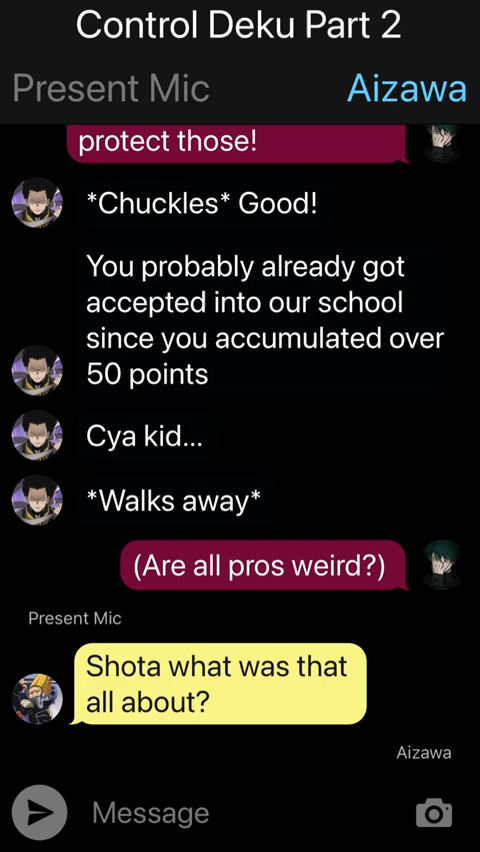 Control Deku Part 2
Present Mic
Aizawa
protect those!
*Chuckles* Good!
You probably already got
accepted into our school
since you accumulated over
50 points
Cya kid...
*Walks away*
(Are all pros weird?)
Present Mic
Shota what was that
all about?
Aizawa
Message